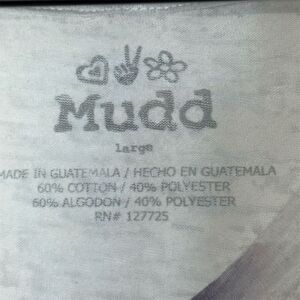 Mudd
large
MADE IN GUATEMALA / HECHO EN GUATEMALA
60% COTTON / 40% POLYESTER
60% ALGODON / 40% POLYESTER
RN# 127725